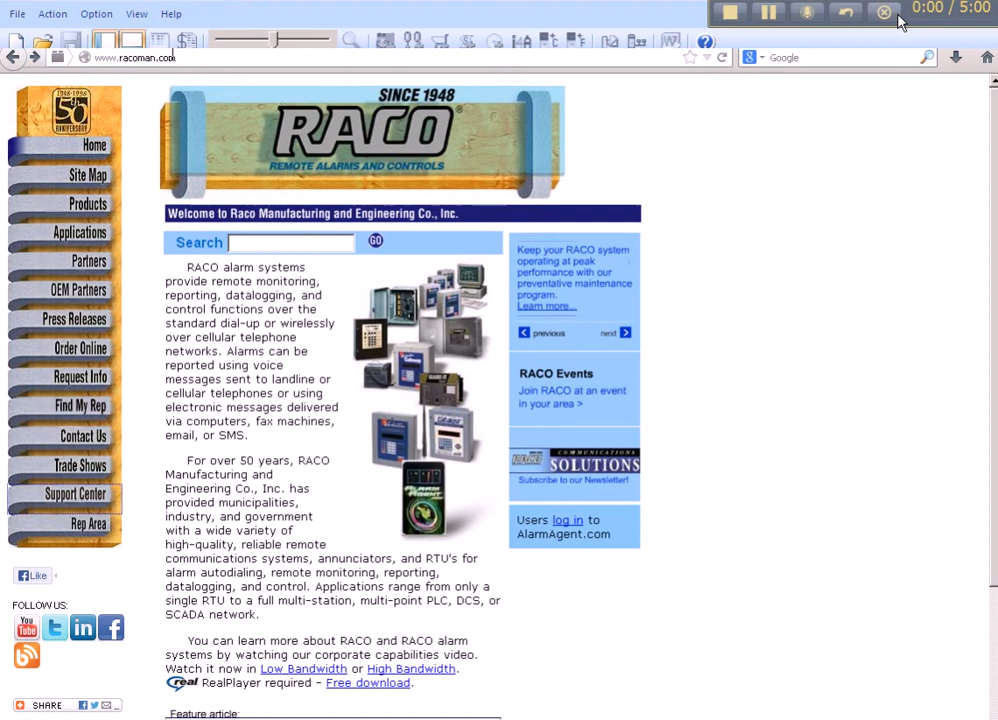 File Action Option View Help
0:00 / 5:00
www.racoman.com
Google
1948-1998
50
ANNIVERSARY
Home
Site Map
Products
Applications
Partners
OEM Partners
Press Releases
Order Online
Request Info
Find My Rep
Contact Us
Trade Shows
Support Center
Rep Area
Like
FOLLOW US:
You
Tube
SHARE
SINCE 1948
RACO
REMOTE ALARMS AND CONTROLS
Welcome to Raco Manufacturing and Engineering Co., Inc.
Search GO
RACO alarm systems
provide remote monitoring,
reporting, datalogging, and
control functions over the
standard dial-up or wirelessly
over cellular telephone
networks. Alarms can be
reported using voice
messages sent to landline or
cellular telephones or using
electronic messages delivered
via computers, fax machines,
email, or SMS.
For over 50 years, RACO
Manufacturing and
Engineering Co., Inc. has
provided municipalities,
industry, and government
with a wide variety of
high-quality, reliable remote
communications systems, annunciators, and RTU's for
alarm autodialing, remote monitoring, reporting,
datalogging, and control. Applications range from only a
single RTU to a full multi-station, multi-point PLC, DCS, or
SCADA network.
You can learn more about RACO and RACO alarm
systems by watching our corporate capabilities video.
Watch it now in Low Bandwidth or High Bandwidth.
real RealPlayer required - Free download.
Feature article:
Keep your RACO system
operating at peak
performance with our
preventative maintenance
program.
Learn more...
previous next
RACO Events
Join RACO at an event
in your area >
RACO COMMUNICATIONS
SOLUTIONS
Subscribe to our Newsletter!
Users log in to
AlarmAgent.com